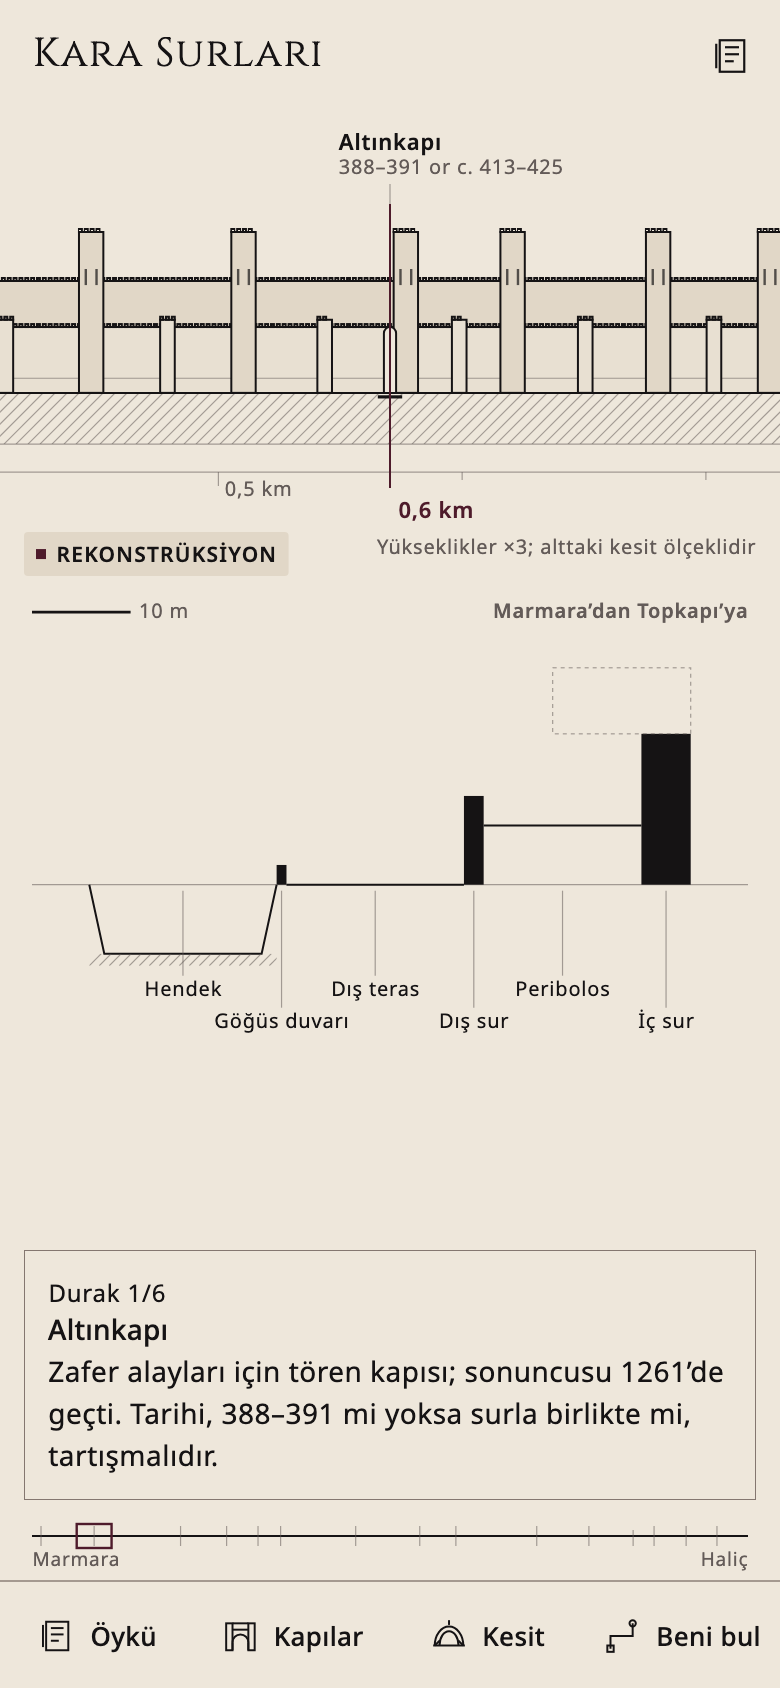 Kara Surları
Altınkapı
388–391 or c. 413–425
0,5 km
0,6 km
REKONSTRÜKSİYON
Yükseklikler ×3; alttaki kesit ölçeklidir
10 m
Marmara’dan Topkapı’ya
Hendek
Dış teras
Peribolos
Göğüs duvarı
Dış sur
İç sur
Durak 1/6
Altınkapı
Zafer alayları için tören kapısı; sonuncusu 1261’de
geçti. Tarihi, 388–391 mi yoksa surla birlikte mi,
tartışmalıdır.
Marmara
Haliç
Öykü
Kapılar
Kesit
Beni bul